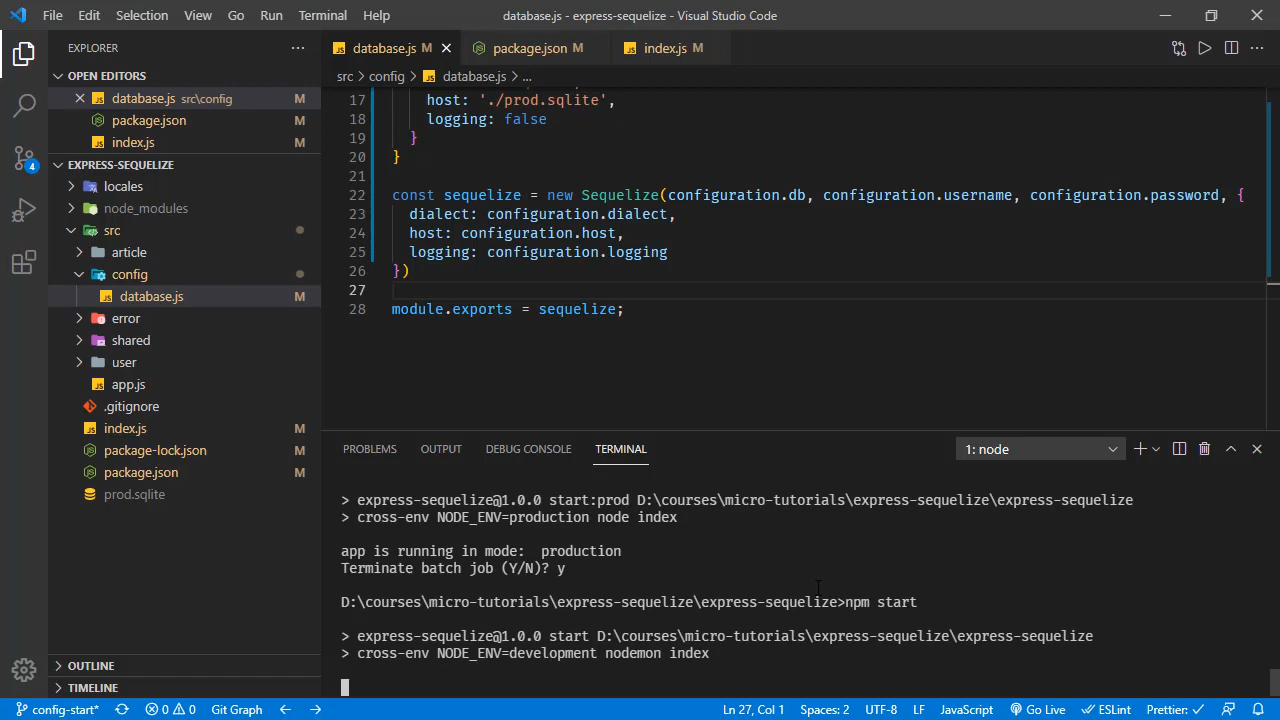 File Edit Selection View Go Run Terminal Help database.js - express-sequelize - Visual Studio Code
EXPLORER
OPEN EDITORS
database.js src\config M
package.json M
index.js M
EXPRESS-SEQUELIZE
locales
node_modules
src
article
config
database.js M
error
shared
user
app.js
.gitignore
index.js M
package-lock.json M
package.json M
prod.sqlite
OUTLINE
TIMELINE
4
database.js M package.json M index.js M
src > config > database.js > ...
17 host: './prod.sqlite',
18 logging: false
19 }
20 }
21
22 const sequelize = new Sequelize(configuration.db, configuration.username, configuration.password, {
23 dialect: configuration.dialect,
24 host: configuration.host,
25 logging: configuration.logging
26 })
27
28 module.exports = sequelize;
PROBLEMS OUTPUT DEBUG CONSOLE TERMINAL 1: node
> express-sequelize@1.0.0 start:prod D:\courses\micro-tutorials\express-sequelize\express-sequelize
> cross-env NODE_ENV=production node index
app is running in mode:  production
Terminate batch job (Y/N)? y
D:\courses\micro-tutorials\express-sequelize\express-sequelize>npm start
> express-sequelize@1.0.0 start D:\courses\micro-tutorials\express-sequelize\express-sequelize
> cross-env NODE_ENV=development nodemon index
config-start* 0 0 Git Graph Ln 27, Col 1 Spaces: 2 UTF-8 LF JavaScript Go Live ESLint Prettier: ✓